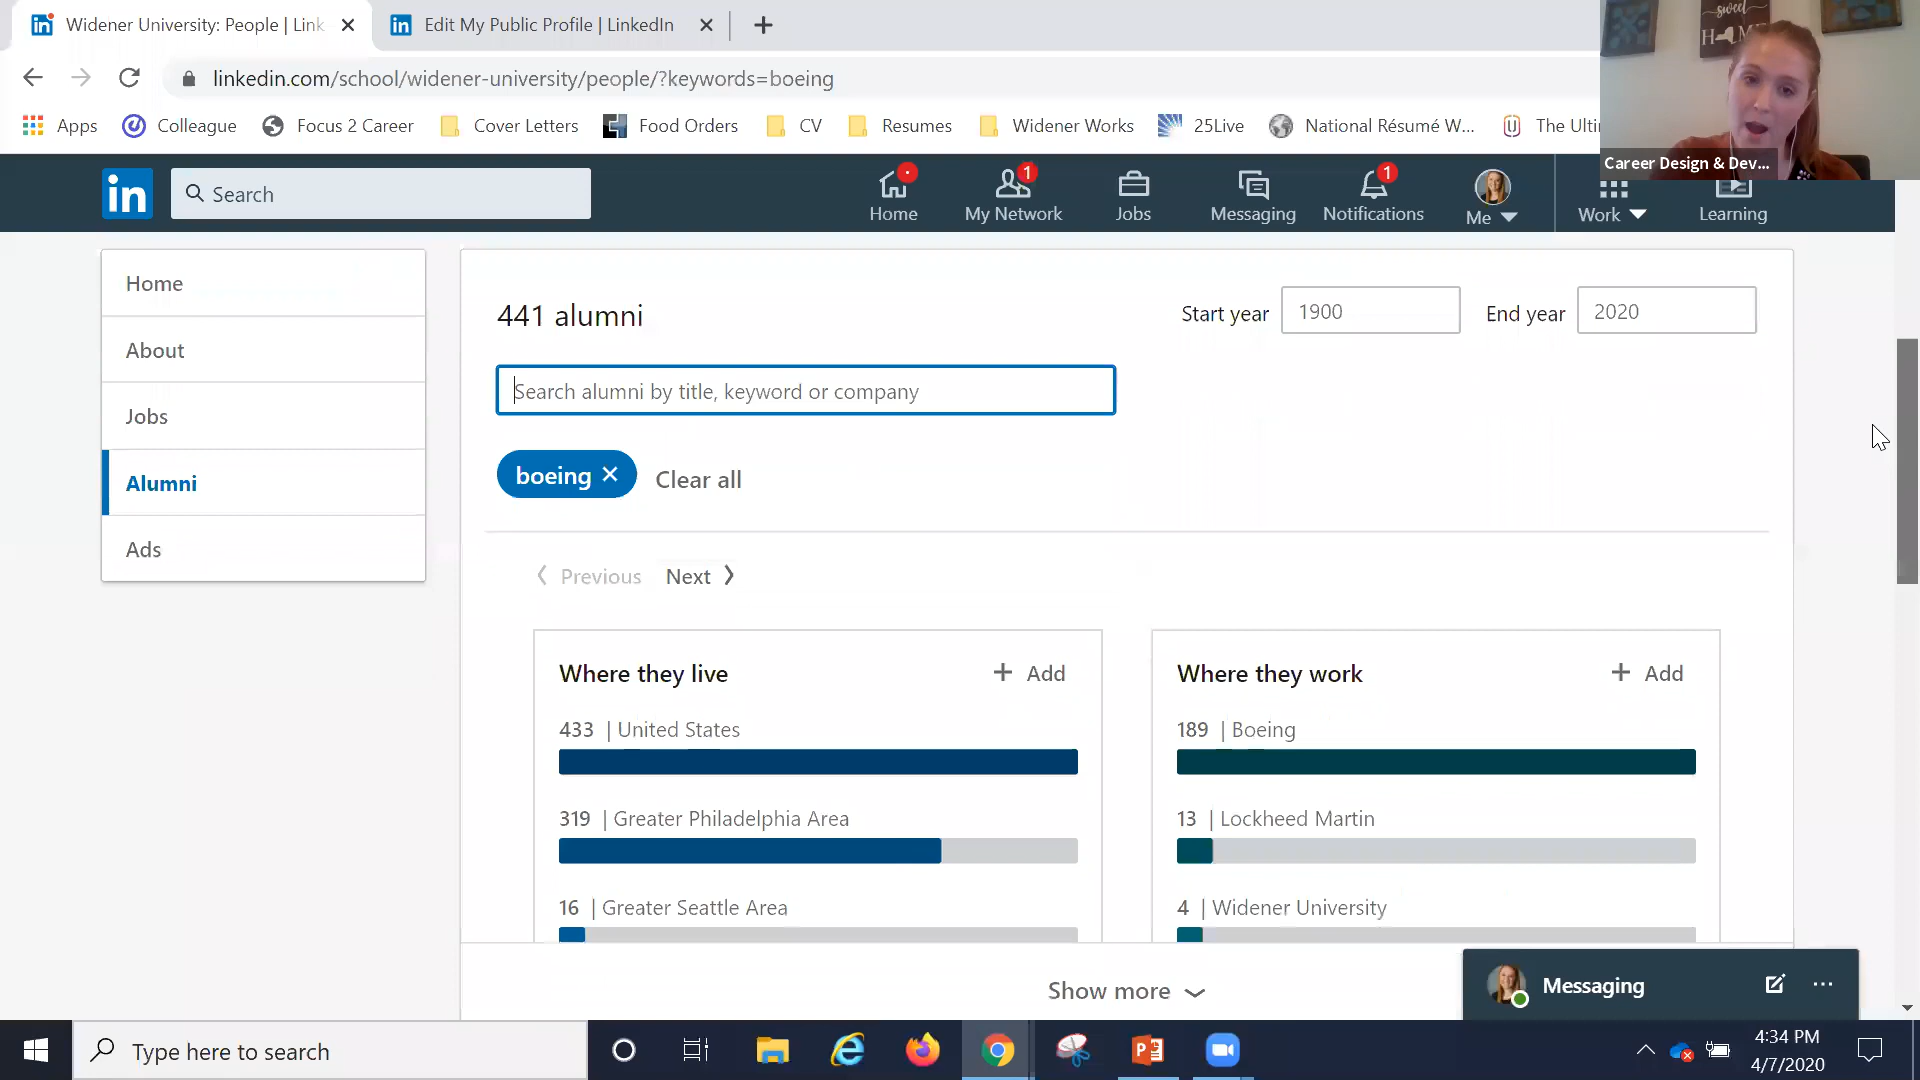 Widener University: People | Link
Edit My Public Profile | LinkedIn
linkedin.com/school/widener-university/people/?keywords=boeing
Apps
Colleague
Focus 2 Career
Cover Letters
Food Orders
CV
Resumes
Widener Works
25Live
National Résumé W...
The Ulti
sweet
HOME
Career Design & Dev...
in
Search
Home
My Network
1
Jobs
Messaging
Notifications
1
Me
Work
Learning
Home
About
Jobs
Alumni
Ads
441 alumni
Start year
1900
End year
2020
Search alumni by title, keyword or company
boeing
Clear all
Previous
Next
Where they live
+ Add
433 | United States
319 | Greater Philadelphia Area
16 | Greater Seattle Area
Where they work
+ Add
189 | Boeing
13 | Lockheed Martin
4 | Widener University
Show more
Messaging
...
Type here to search
4:34 PM
4/7/2020